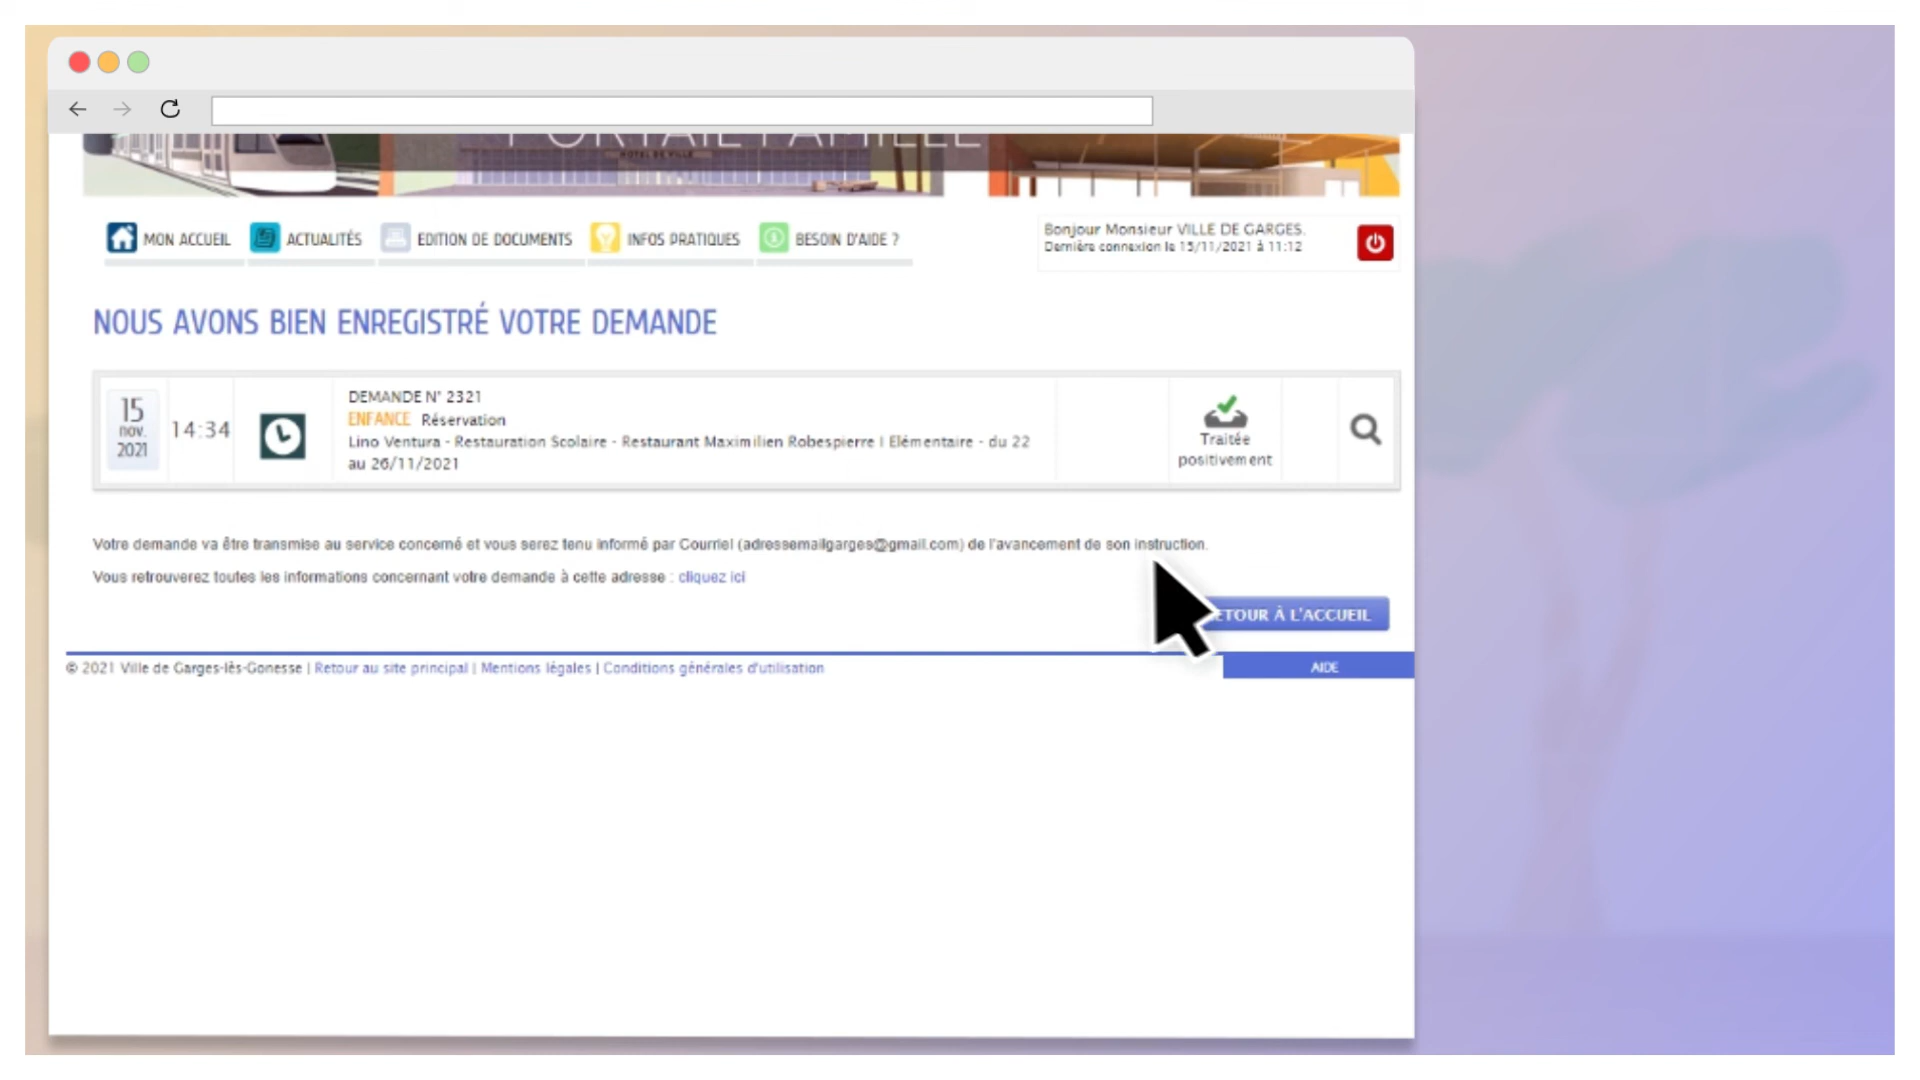 PORTAIL FAMILLE
HOTEL DE VILLE
MON ACCUEIL
ACTUALITÉS
EDITION DE DOCUMENTS
INFOS PRATIQUES
BESOIN D'AIDE ?
Bonjour Monsieur VILLE DE GARGES.
Dernière connexion le 15/11/2021 à 11:12
NOUS AVONS BIEN ENREGISTRÉ VOTRE DEMANDE
15
nov.
2021
14:34
DEMANDE N° 2321
ENFANCE Réservation
Lino Ventura - Restauration Scolaire - Restaurant Maximilien Robespierre | Elémentaire - du 22
au 26/11/2021
Traitée
positivement
Votre demande va être transmise au service concerné et vous serez tenu informé par Courriel (adressemailgarges@gmail.com) de l'avancement de son instruction.
Vous retrouverez toutes les informations concernant votre demande à cette adresse : cliquez ici
ETOUR À L'ACCUEIL
© 2021 Ville de Garges-lès-Gonesse | Retour au site principal | Mentions légales | Conditions générales d'utilisation
AIDE